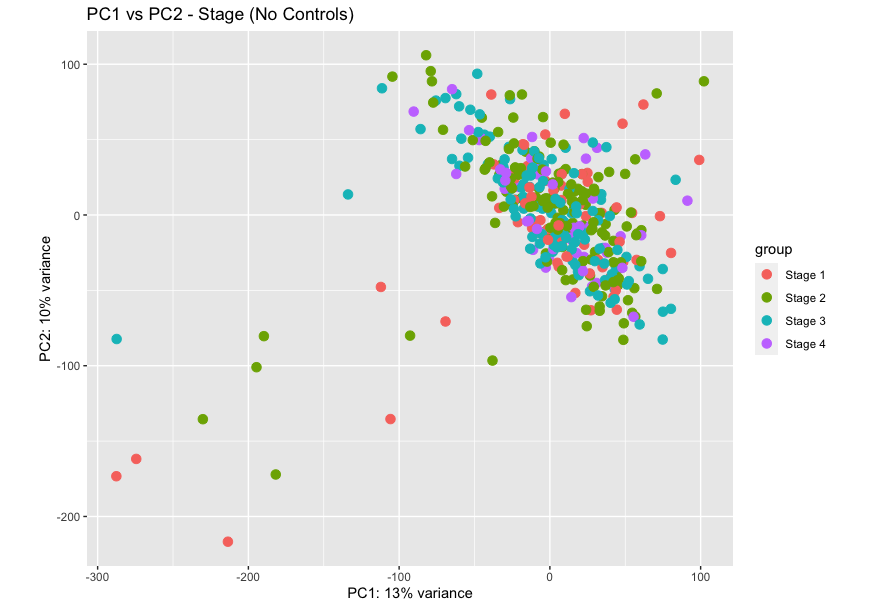 PC1 vs PC2 - Stage (No Controls)
100
0
-100
-200
PC2: 10% variance
-300
-200
-100
0
100
PC1: 13% variance
group
Stage 1
Stage 2
Stage 3
Stage 4